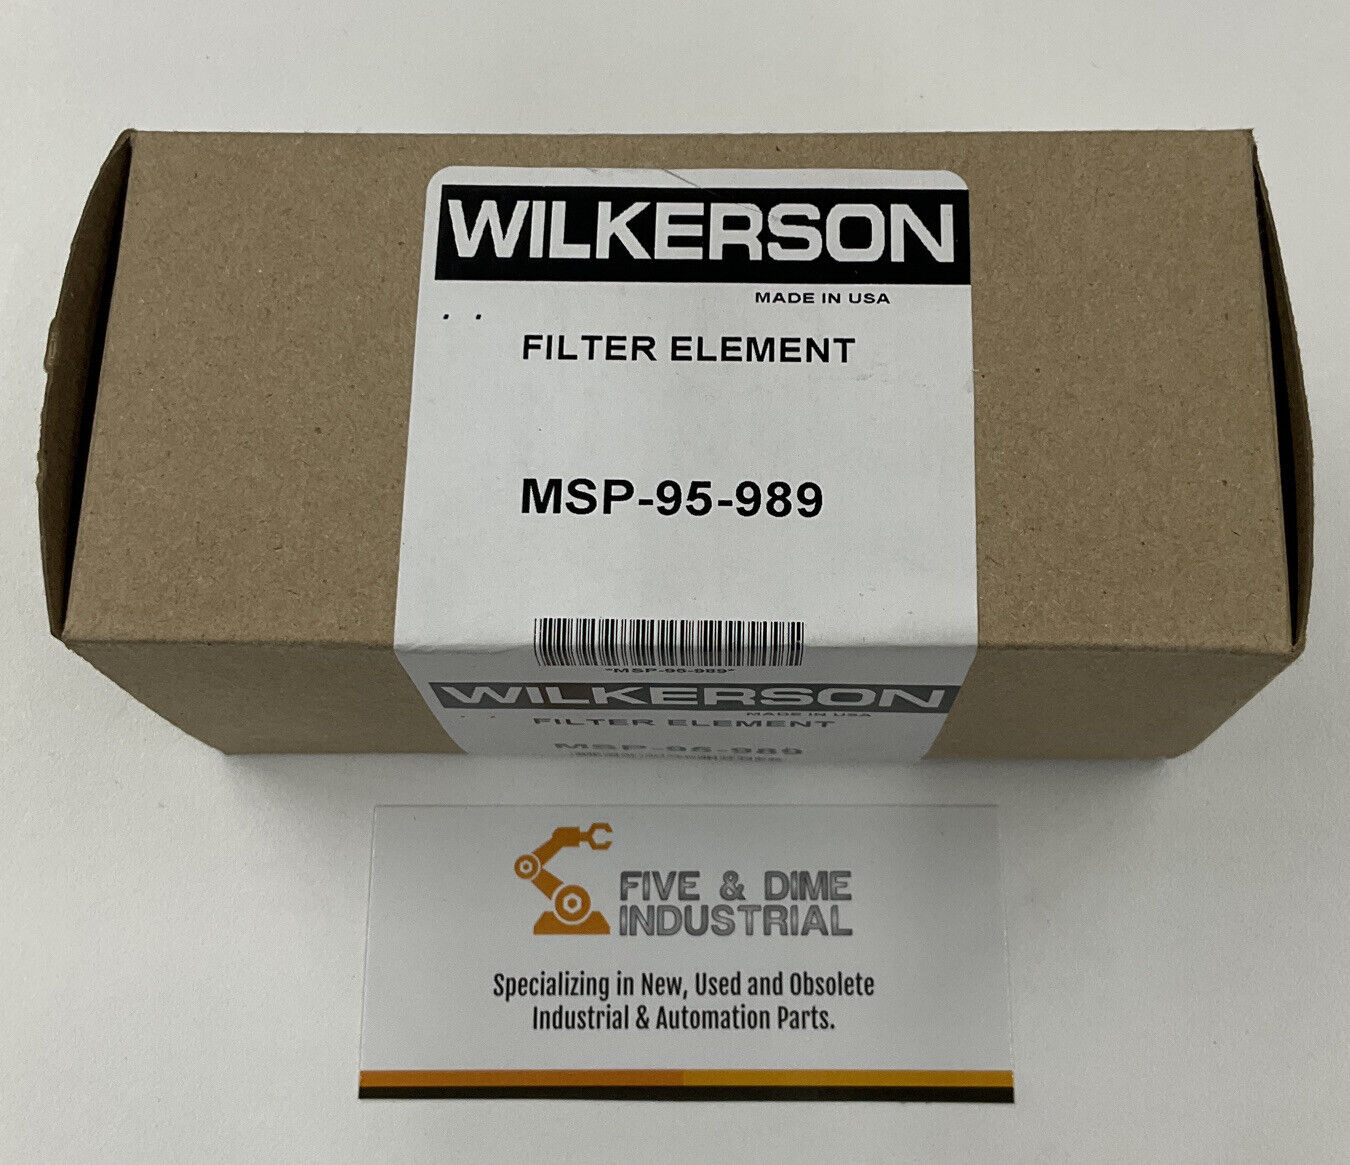 WILKERSON
MADE IN USA
FILTER ELEMENT
MSP-95-989
*MSP-95-989*
WILKERSON
MADE IN USA
FILTER ELEMENT
MSP-95-989
FIVE & DIME
INDUSTRIAL
Specializing in New, Used and Obsolete
Industrial & Automation Parts.